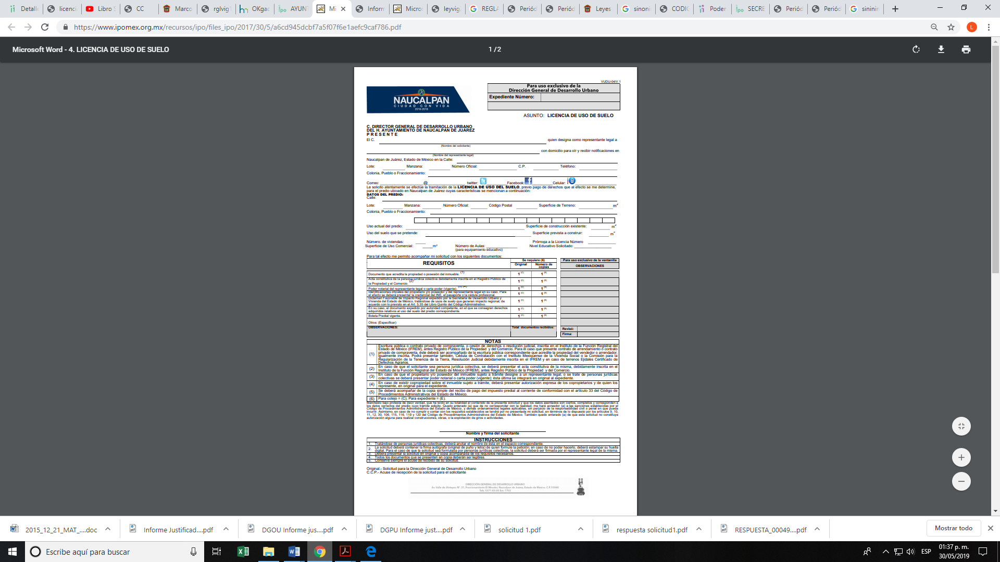 Detall
licenci
Libro S
CC
Marco
rglvig
OKgac
AYUNT
Mi
Inform
Micros
leyvig
REGLA
Periód
Periód
Leyes
sinoni
CODIG
Poder
SECRE
Periód
Periód
sininin
https://www.ipomex.org.mx/recursos/ipo/files_ipo/2017/30/5/a6cd945dcbf7a5f07f6e1aefc9caf786.pdf
L
Microsoft Word - 4. LICENCIA DE USO DE SUELO
1 / 2
VUDU-04/V.1
NAUCALPAN
CIUDAD CON VIDA
2016-2018
Para uso exclusivo de la
Dirección General de Desarrollo Urbano
Expediente Número:
ASUNTO: LICENCIA DE USO DE SUELO
C. DIRECTOR GENERAL DE DESARROLLO URBANO
DEL H. AYUNTAMIENTO DE NAUCALPAN DE JUÁREZ
P R E S E N T E
El C. quien designa como representante legal a
(Nombre del solicitante)
con domicilio para oír y recibir notificaciones en
(Nombre del representante legal)
Naucalpan de Juárez, Estado de México en la Calle:
Lote: Manzana: Número Oficial: C.P. Teléfono:
Colonia, Pueblo o Fraccionamiento:
Correo: @ twitter: Facebook: Celular:
Le solicito atentamente se efectúe la tramitación de la LICENCIA DE USO DEL SUELO, previo pago de derechos que al efecto se me determine,
para el predio ubicado en Naucalpan de Juárez cuyas características se mencionan a continuación:
DATOS DEL PREDIO:
Calle:
Lote: Manzana: Número Oficial: Código Postal Superficie de Terreno: m²
Colonia, Pueblo o Fraccionamiento:
Uso actual del predio: Superficie de construcción existente: m²
Uso del suelo que se pretende: Superficie prevista a construir: m²
Número. de viviendas: Prórroga a la Licencia Número
Superficie de Uso Comercial: m² Número de Aulas: Nivel Educativo Solicitado:
(para equipamiento educativo)
Para tal efecto me permito acompañar mi solicitud con los siguientes documentos:
REQUISITOS
Se requiere (6)
Original Número de copias
Para uso exclusivo de la ventanilla
OBSERVACIONES
Documento que acredita la propiedad o posesión del inmueble. (1) 1 (C) 1 (E)
Acta constitutiva de la persona jurídica colectiva debidamente inscrita en el Registro Público de
la Propiedad y el Comercio. (2) 1 (C) 1 (E)
Poder notarial del representante legal o carta poder (vigente). (3) (4) 1 (C) 1 (E)
Identificaciones oficiales del propietario y/o poseedor y del representante legal en su caso. Para
el efecto se deberá presentar la credencial del INE, el pasaporte o la cédula profesional. 1 (C) 1 (E)
Dictamen Favorable de Impacto Regional expedido por la Secretaría de Desarrollo Urbano y
Vivienda del Estado de México, tratándose de usos de suelo que generen impacto regional, de
acuerdo con lo previsto en el Art. 5.35 del Libro Quinto del Código Administrativo. 1 (C) 1 (E)
En su caso, el documento expedido por autoridad competente, en el que se consagren derechos
adquiridos relativos al uso del suelo del predio correspondiente. 1 (C) 1 (E)
Boleta Predial vigente. 1 (C) 1 (E)
Otros: (Especificar)
OBSERVACIONES: Total documentos recibidos: Revisó:
Firma:
NOTAS
(1) Escritura pública o contrato privado de compraventa, o cesión de derechos o resolución judicial, inscrita en el Instituto de la Función Registral del
Estado de México (IFREM), antes Registro Público de la Propiedad y del Comercio. Para el caso que presente contrato de arrendamiento o contrato
privado de compraventa, éste deberá ser acompañado de la escritura pública correspondiente que acredite la propiedad del vendedor o arrendador;
igualmente inscrita. Podrá presentar también, Cédula de Contratación con el Instituto Mexiquense de la Vivienda Social o la Comisión para la
Regularización de la Tenencia de la Tierra, Resolución Judicial debidamente inscrita en el IFREM y en caso de terrenos Ejidales Certificado de
Derechos Agrarios.
(2) En caso de que el solicitante sea persona jurídica colectiva, se deberá presentar el acta constitutiva de la misma, debidamente inscrita en el
Instituto de la Función Registral del Estado de México (IFREM), antes Registro Público de la Propiedad y del Comercio.
(3) En caso de que el propietario y/o poseedor del inmueble sujeto a trámite designe a un representante legal, o se trate de personas jurídicas
colectivas se deberá presentar poder notarial o carta poder (vigente); ésta última se integrará en original al expediente.
(4) En caso de existir copropiedad sobre el inmueble sujeto a trámite, deberá presentar autorización expresa de los copropietarios y de quien los
represente, en original para el expediente.
(5) Se deberá acompañar de la copia simple del recibo de pago del impuesto predial al corriente de conformidad con el artículo 33 del Código de
Procedimientos Administrativos del Estado de México.
(6) Para cotejo = (C); Para expediente = (E).
Manifiesto bajo protesta de decir verdad, que he leído en su totalidad el contenido de la presente solicitud y que los datos asentados son ciertos, completos y corresponden a
los datos correctos del predio cuyo trámite solicito. Quedo enterado (a) que de no corresponder con la realidad, me haré acreedor (a) a las sanciones establecidas por el
Código de Procedimientos Administrativos del Estado de México, y demás ordenamientos legales aplicables, sin perjuicio de la responsabilidad civil o penal en que pueda
incurrir. Asimismo, en caso de no cumplir o contar con los requisitos establecidos se tendrá por no presentada mi solicitud, en términos de lo dispuesto por los artículos 9, 10,
11, 12, 30, 106, 115, 116, 119 y 120 del Código de Procedimientos Administrativos del Estado de México. También quedo enterado (a) de que esta solicitud no constituye
autorización alguna para realizar construcciones, obras, o la explotación de giros o actividades.
Nombre y firma del solicitante
INSTRUCCIONES
1. Tratándose de personas jurídicas colectivas, deberá anotar el nombre de ésta en el espacio correspondiente.
2. La solicitud deberá contener la firma autógrafa (original de puño y letra) de quien formule la petición; en caso de no poder hacerlo, deberá estampar su huella
digital. Para el caso de que la solicitud sea formulada por personas jurídicas colectivas, la solicitud deberá ser firmada por el representante legal de la misma.
3. Deberá presentar la solicitud en original y copia acompañada de los requisitos necesarios.
4. Todos los documentos que se presenten en copia deberán ser legibles.
5. Conserve siempre el acuse de recibido de su solicitud.
Original.- Solicitud para la Dirección General de Desarrollo Urbano
C.C.P.- Acuse de recepción de la solicitud para el solicitante
DIRECCIÓN GENERAL DE DESARROLLO URBANO
Av. Valle de Jilotepec N°. 31, Fraccionamiento El Mirador, Naucalpan de Juárez, Estado de México. C.P. 53040
Tels. 5371-83-00 Ext. 1702
2015_12_21_MAT_....doc
Informe Justificad....pdf
DGOU Informe jus....pdf
DGPU Informe just....pdf
solicitud 1.pdf
respuesta solicitud1.pdf
RESPUESTA_00049....pdf
Mostrar todo
Escribe aquí para buscar
ESP
01:37 p. m.
30/05/2019